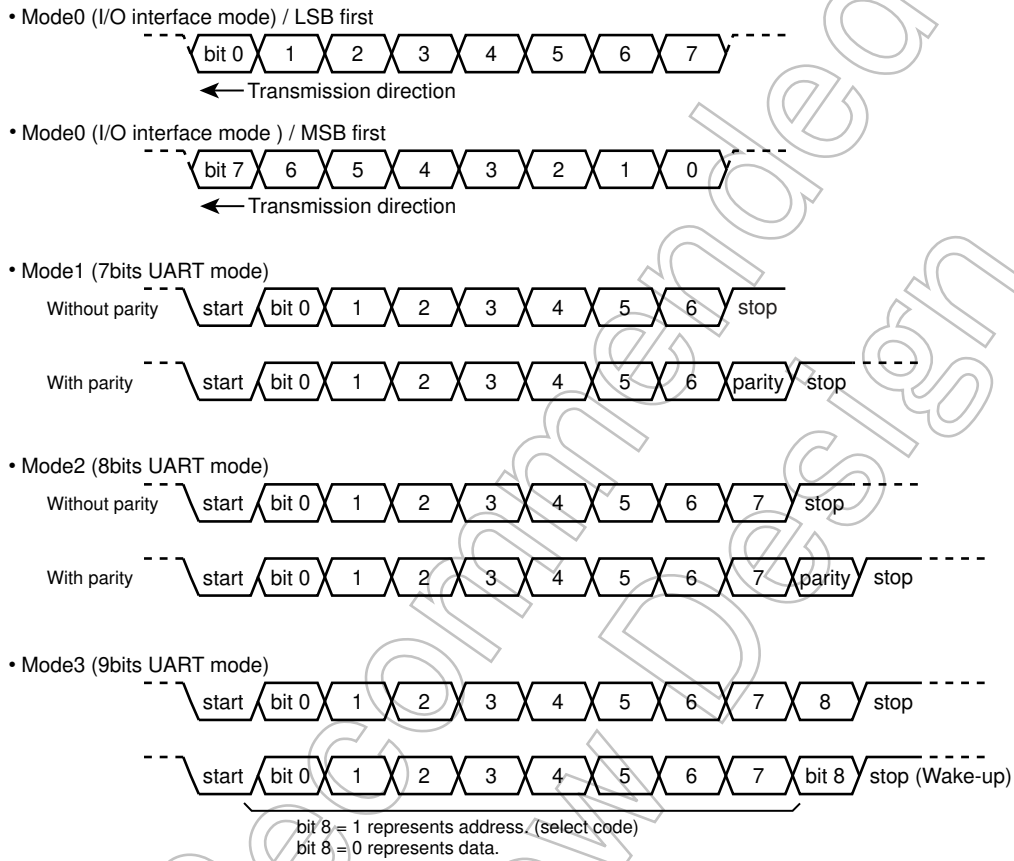 • Mode0 (I/O interface mode) / LSB first
bit 0 1 2 3 4 5 6 7
Transmission direction
• Mode0 (I/O interface mode ) / MSB first
bit 7 6 5 4 3 2 1 0
Transmission direction
• Mode1 (7bits UART mode)
Without parity start bit 0 1 2 3 4 5 6 stop
With parity start bit 0 1 2 3 4 5 6 parity stop
• Mode2 (8bits UART mode)
Without parity start bit 0 1 2 3 4 5 6 7 stop
With parity start bit 0 1 2 3 4 5 6 7 parity stop
• Mode3 (9bits UART mode)
start bit 0 1 2 3 4 5 6 7 8 stop
start bit 0 1 2 3 4 5 6 7 bit 8 stop (Wake-up)
bit 8 = 1 represents address. (select code)
bit 8 = 0 represents data.